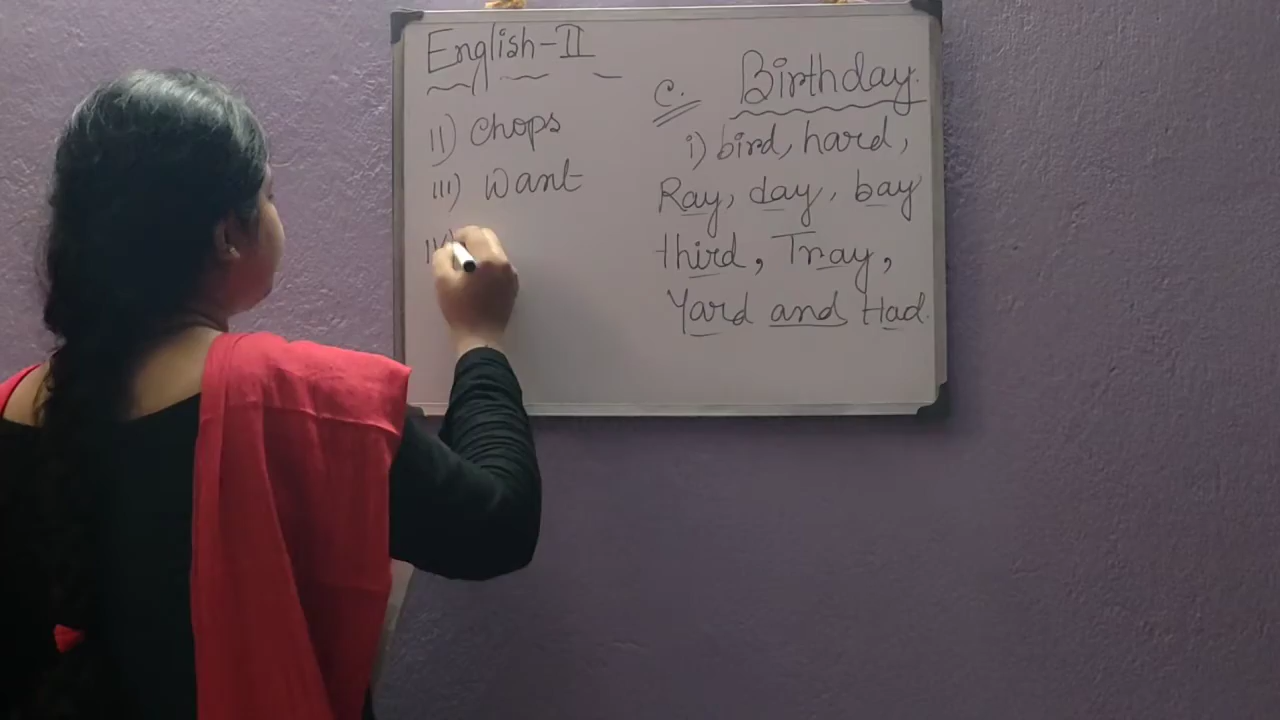 English-II
ii) Chops
iii) Want
c. Birthday.
i) bird, hard,
Ray, day, bay
third, Tray,
Yard and Had.